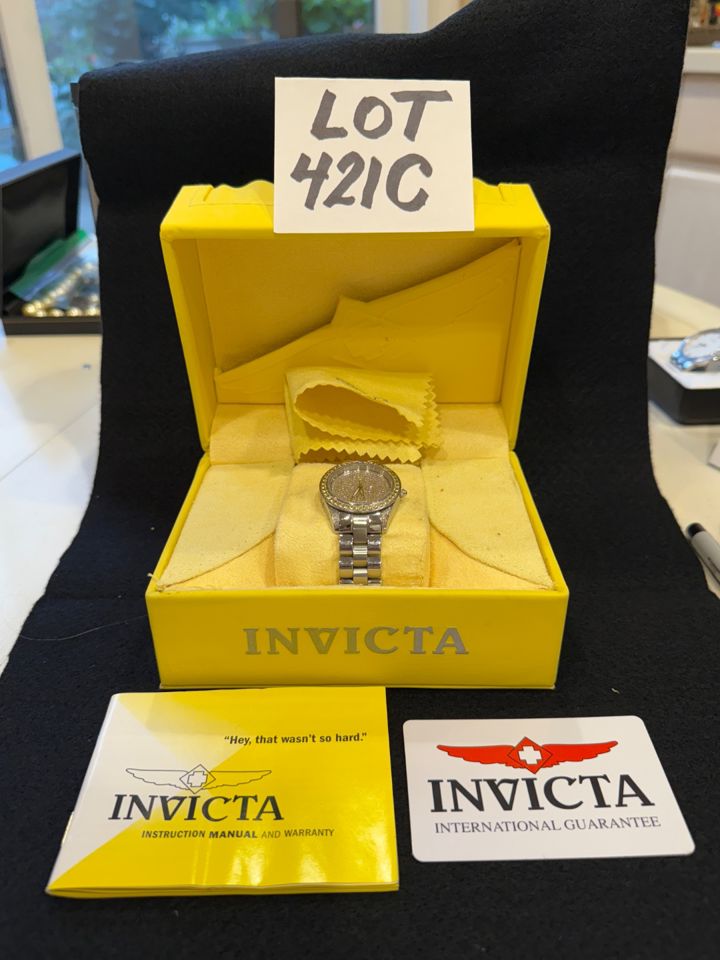 LOT
421C
INVICTA
"Hey, that wasn't so hard."
INVICTA
INSTRUCTION MANUAL AND WARRANTY
INVICTA
INTERNATIONAL GUARANTEE